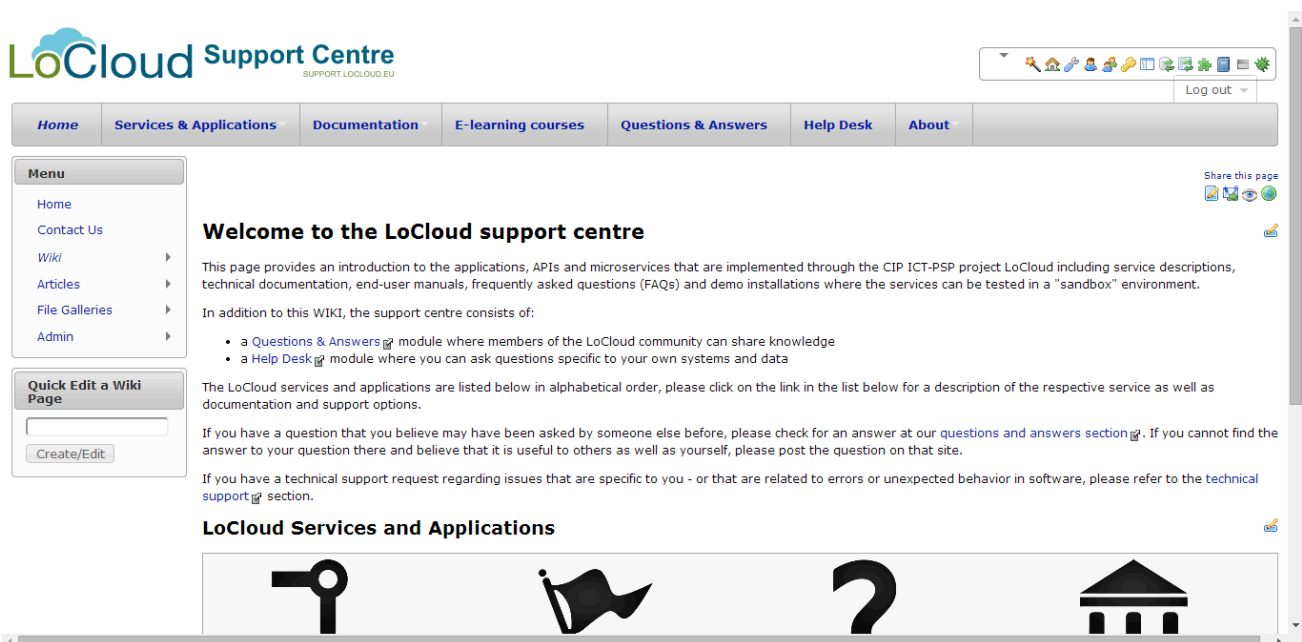 LoCloud Support Centre
SUPPORT.LOCLOUD.EU
Log out
Home Services & Applications Documentation E-learning courses Questions & Answers Help Desk About
Menu
Home
Contact Us
Wiki
Articles
File Galleries
Admin
Quick Edit a Wiki
Page
Create/Edit
Share this page
Welcome to the LoCloud support centre
This page provides an introduction to the applications, APIs and microservices that are implemented through the CIP ICT-PSP project LoCloud including service descriptions,
technical documentation, end-user manuals, frequently asked questions (FAQs) and demo installations where the services can be tested in a "sandbox" environment.
In addition to this WIKI, the support centre consists of:
• a Questions & Answers module where members of the LoCloud community can share knowledge
• a Help Desk module where you can ask questions specific to your own systems and data
The LoCloud services and applications are listed below in alphabetical order, please click on the link in the list below for a description of the respective service as well as
documentation and support options.
If you have a question that you believe may have been asked by someone else before, please check for an answer at our questions and answers section . If you cannot find the
answer to your question there and believe that it is useful to others as well as yourself, please post the question on that site.
If you have a technical support request regarding issues that are specific to you - or that are related to errors or unexpected behavior in software, please refer to the technical
support section.
LoCloud Services and Applications